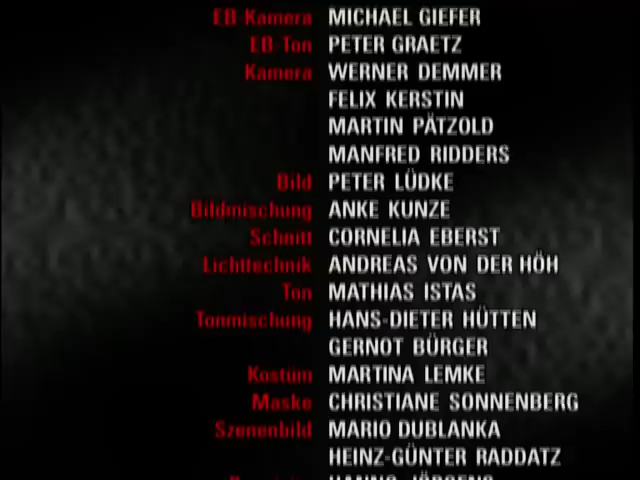 EB-Kamera MICHAEL GIEFER
EB-Ton PETER GRAETZ
Kamera WERNER DEMMER
FELIX KERSTIN
MARTIN PÄTZOLD
MANFRED RIDDERS
Bild PETER LÜDKE
Bildmischung ANKE KUNZE
Schnitt CORNELIA EBERST
Lichttechnik ANDREAS VON DER HÖH
Ton MATHIAS ISTAS
Tonmischung HANS-DIETER HÜTTEN
GERNOT BÜRGER
Kostüm MARTINA LEMKE
Maske CHRISTIANE SONNENBERG
Szenenbild MARIO DUBLANKA
HEINZ-GÜNTER RADDATZ